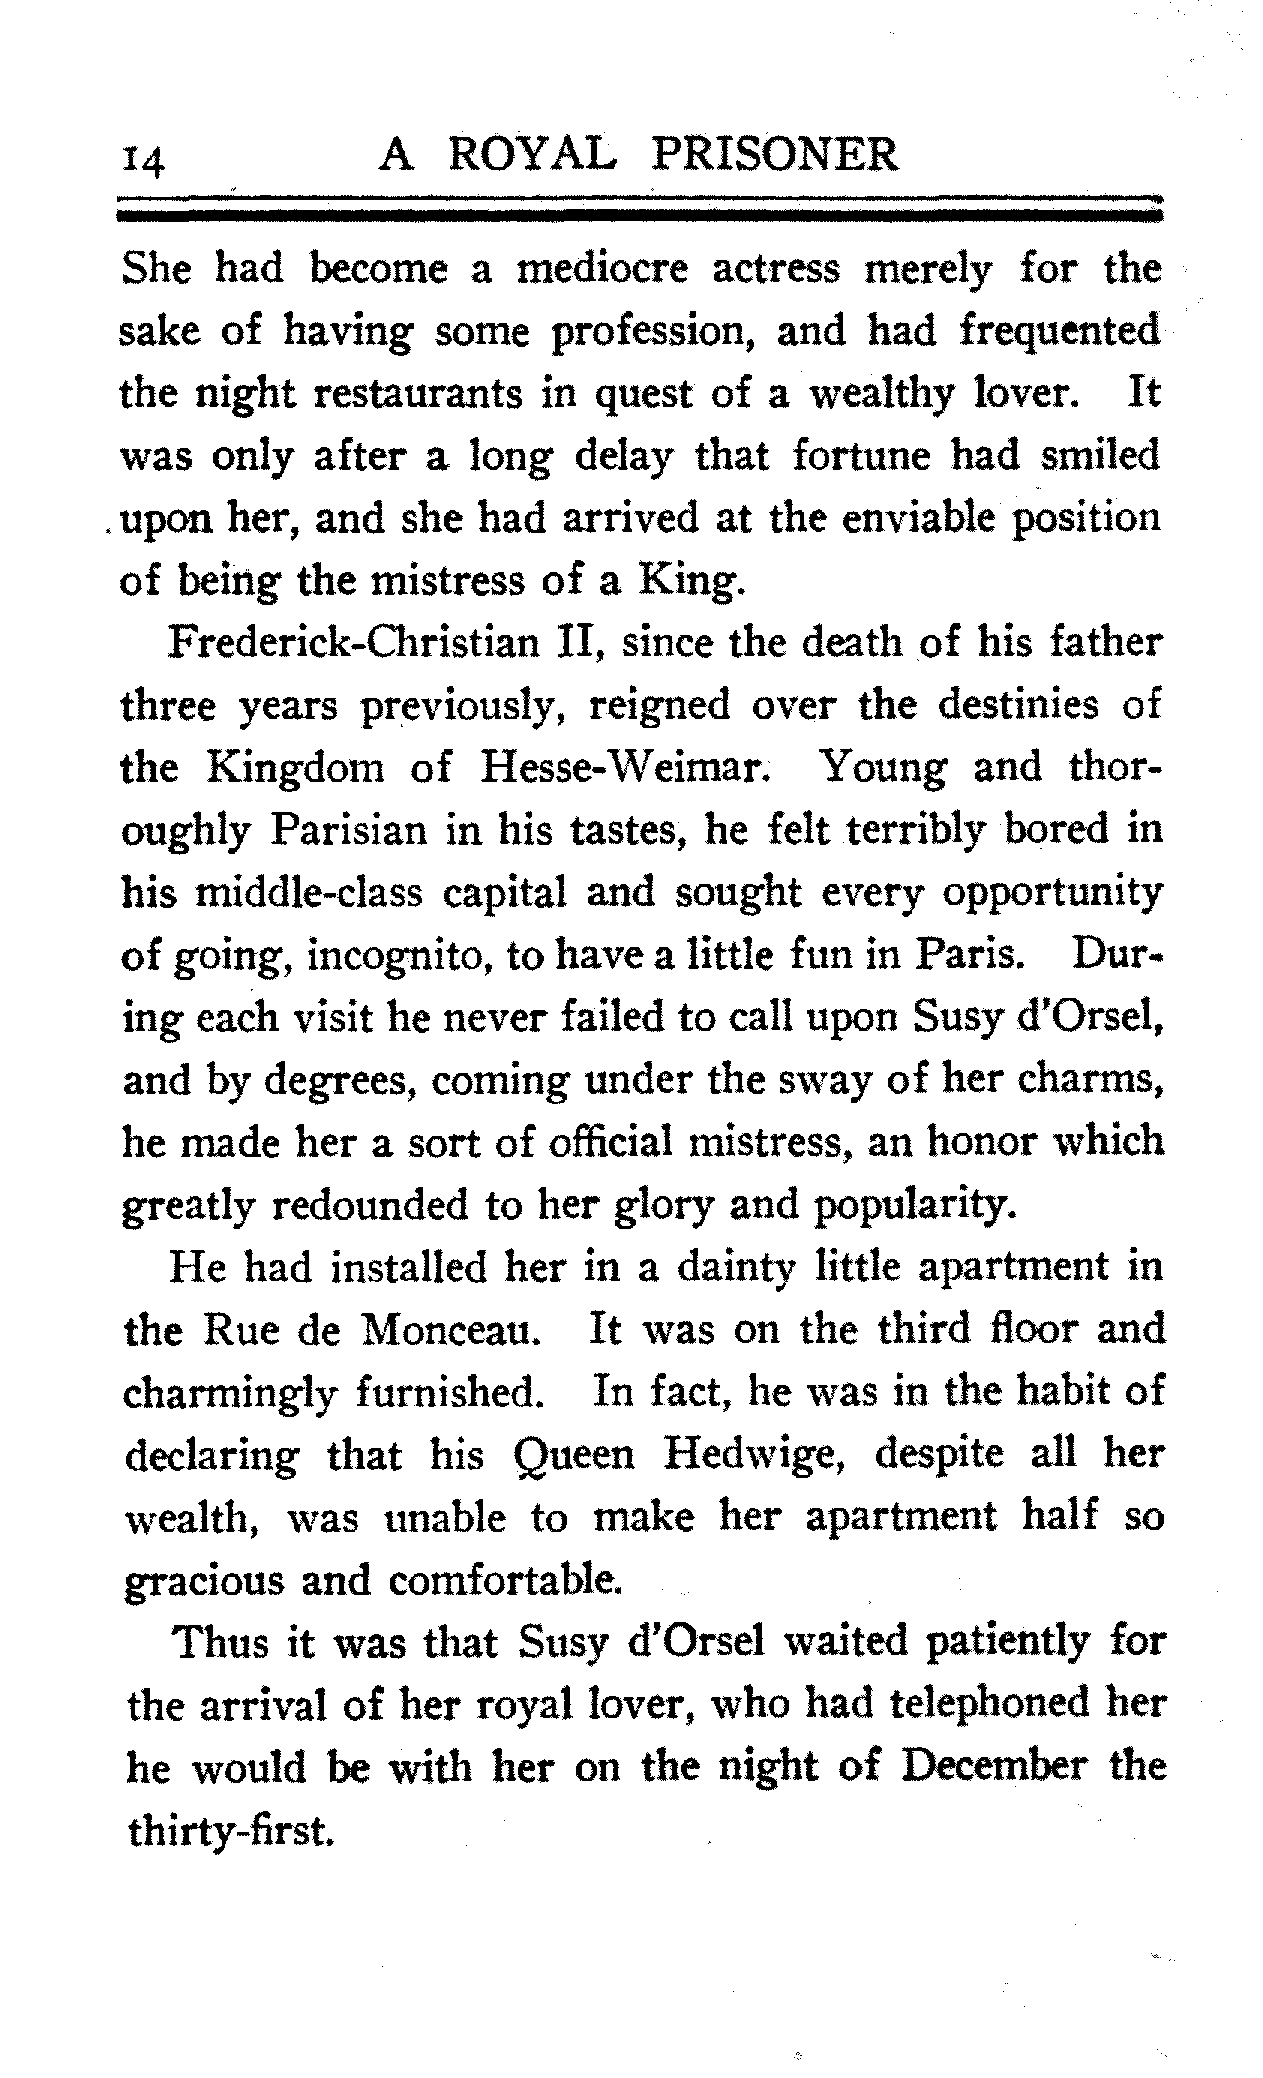 14 A ROYAL PRISONER
She had become a mediocre actress merely for the
sake of having some profession, and had frequented
the night restaurants in quest of a wealthy lover. It
was only after a long delay that fortune had smiled
upon her, and she had arrived at the enviable position
of being the mistress of a King.
Frederick-Christian II, since the death of his father
three years previously, reigned over the destinies of
the Kingdom of Hesse-Weimar. Young and thor-
oughly Parisian in his tastes, he felt terribly bored in
his middle-class capital and sought every opportunity
of going, incognito, to have a little fun in Paris. Dur-
ing each visit he never failed to call upon Susy d'Orsel,
and by degrees, coming under the sway of her charms,
he made her a sort of official mistress, an honor which
greatly redounded to her glory and popularity.
He had installed her in a dainty little apartment in
the Rue de Monceau. It was on the third floor and
charmingly furnished. In fact, he was in the habit of
declaring that his Queen Hedwige, despite all her
wealth, was unable to make her apartment half so
gracious and comfortable.
Thus it was that Susy d'Orsel waited patiently for
the arrival of her royal lover, who had telephoned her
he would be with her on the night of December the
thirty-first.